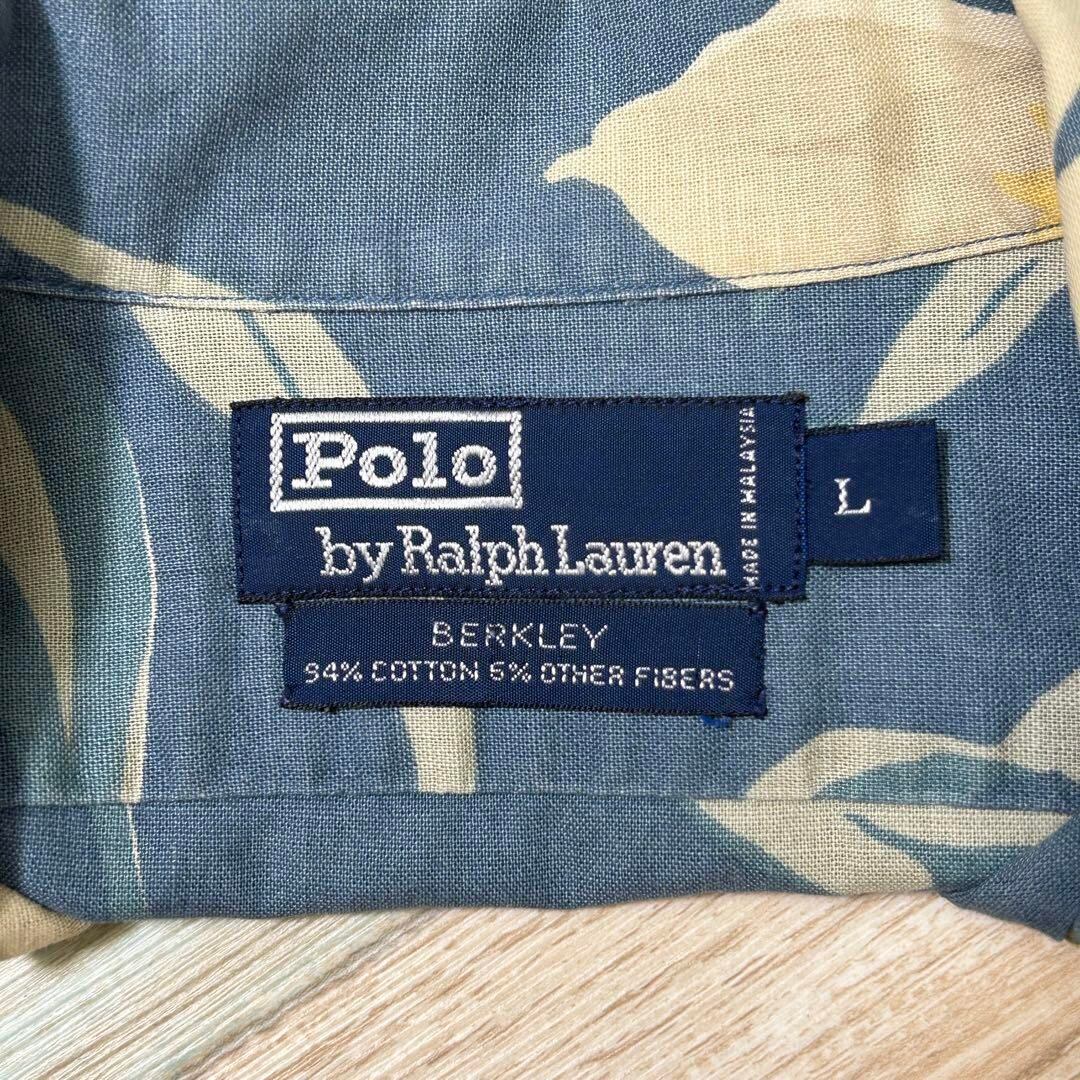 Polo
by Ralph Lauren
MADE IN MALAYSIA
L
BERKLEY
94% COTTON 6% OTHER FIBERS